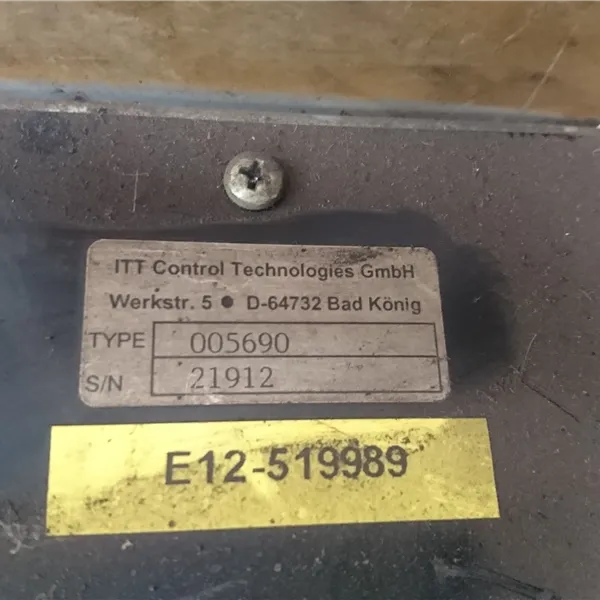 ITT Control Technologies GmbH
Werkstr. 5 ● D-64732 Bad König
TYPE 005690
S/N 21912
E12-519989